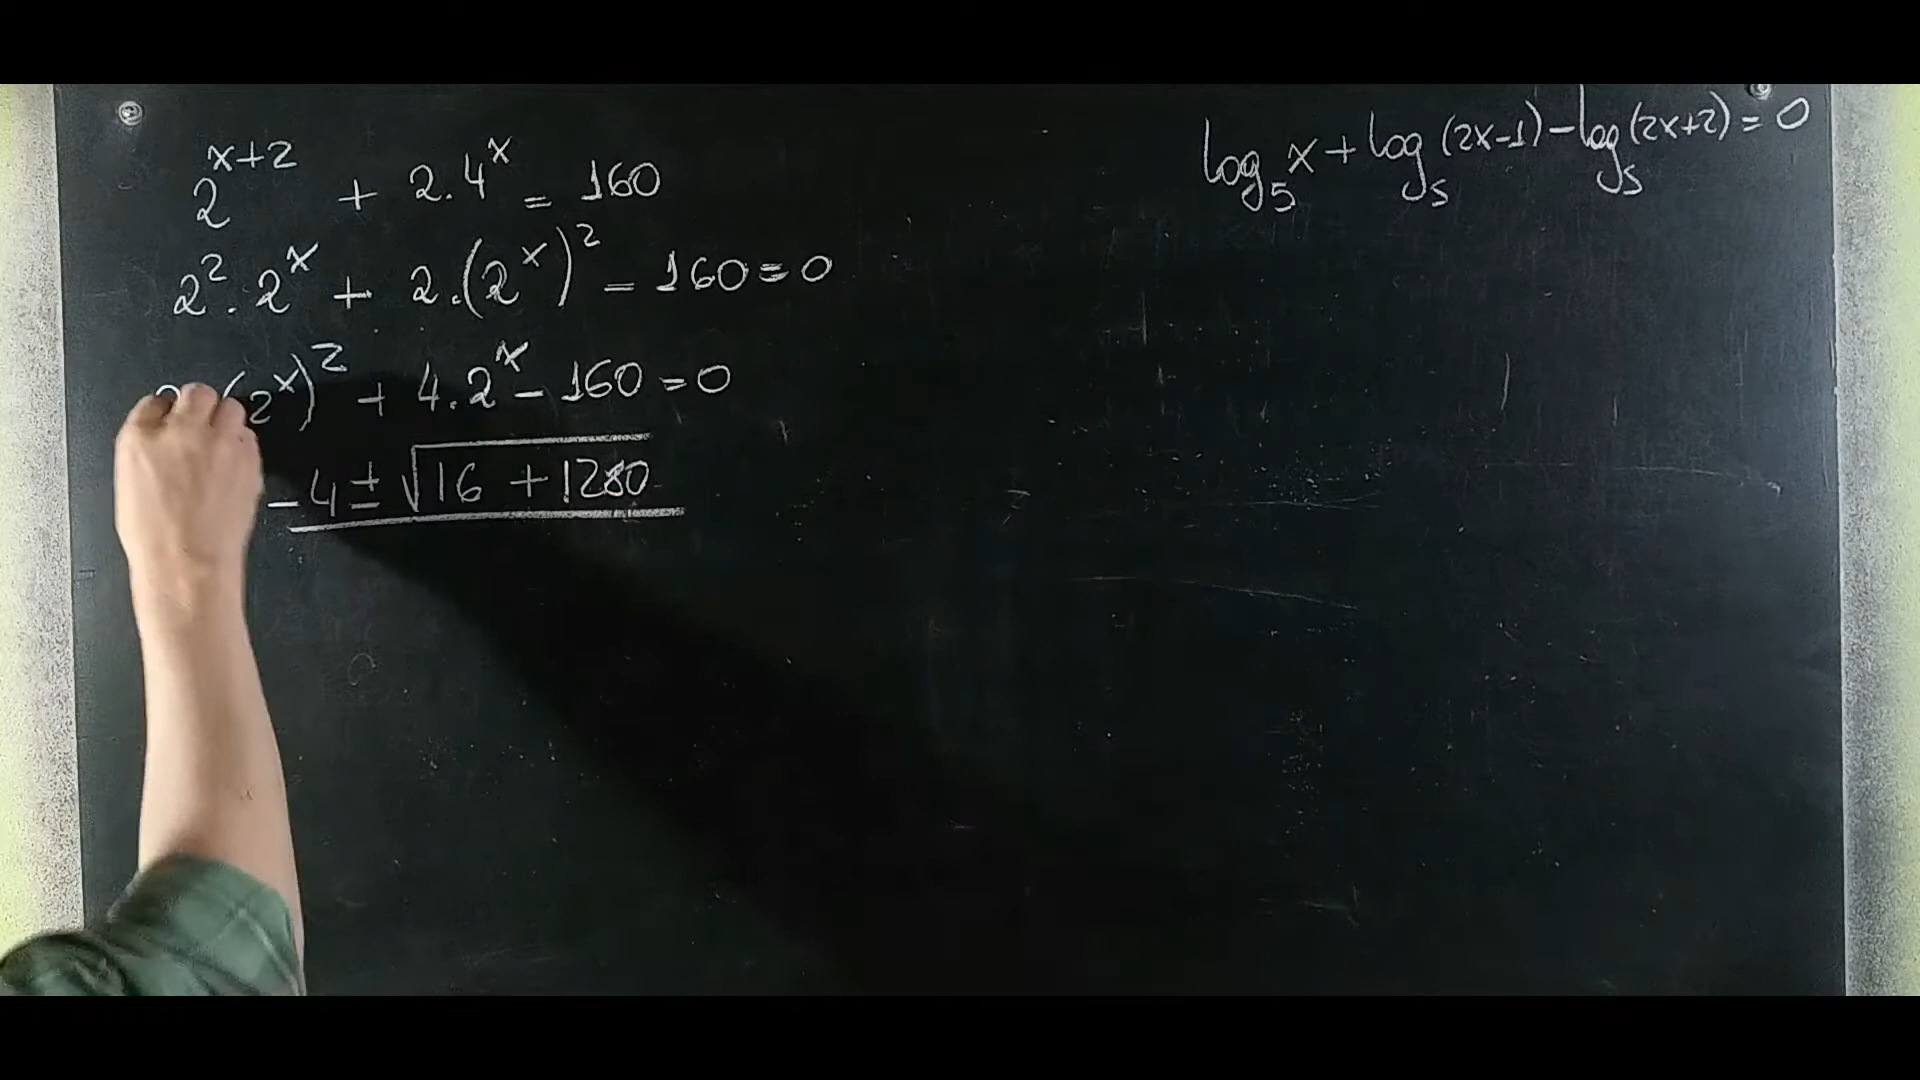 2^{x+2} + 2 . 4^x = 160
2^2 . 2^x + 2 . (2^x)^2 - 160 = 0
2 (2^x)^2 + 4 . 2^x - 160 = 0
-4 ± √16 + 1280
log_5 x + log_5 (2x-1) - log_5 (2x+2) = 0